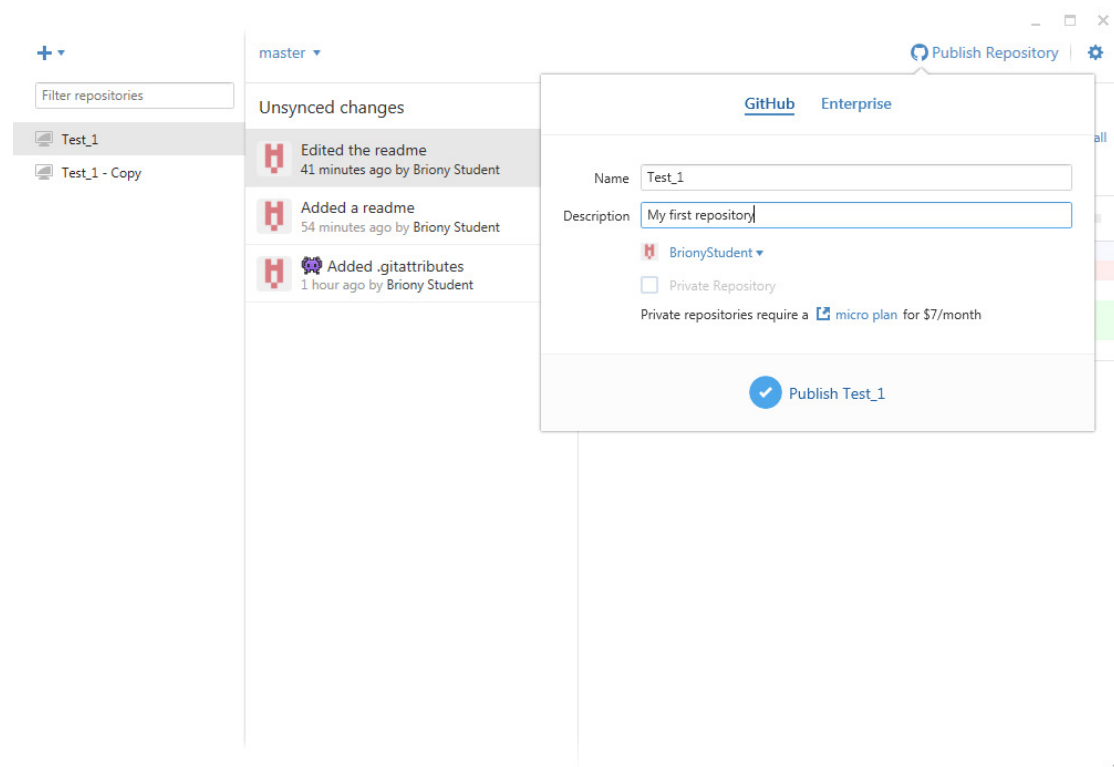 master
Publish Repository
Filter repositories
Test_1
Test_1 - Copy
Unsynced changes
Edited the readme
41 minutes ago by Briony Student
Added a readme
54 minutes ago by Briony Student
Added .gitattributes
1 hour ago by Briony Student
GitHub Enterprise
Name Test_1
Description My first repository
BrionyStudent
Private Repository
Private repositories require a micro plan for $7/month
Publish Test_1
all